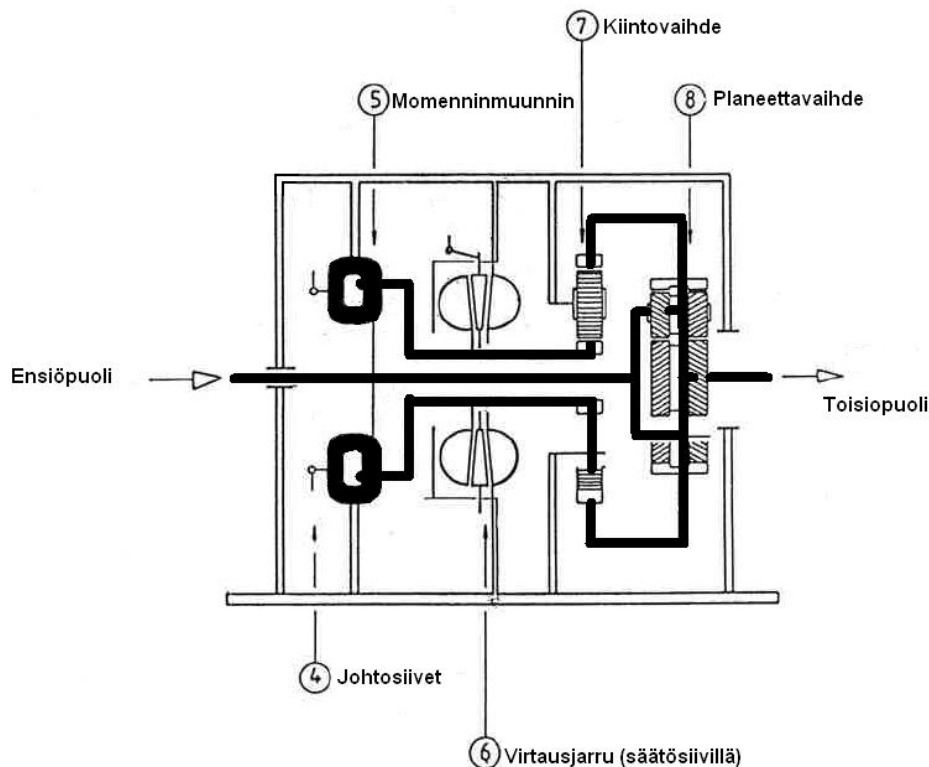 7 Kiintovaihde
5 Momenninmuunnin
8 Planeettavaihde
Ensiöpuoli
Toisiopuoli
4 Johtosiivet
6 Virtausjarru (säätösiivillä)